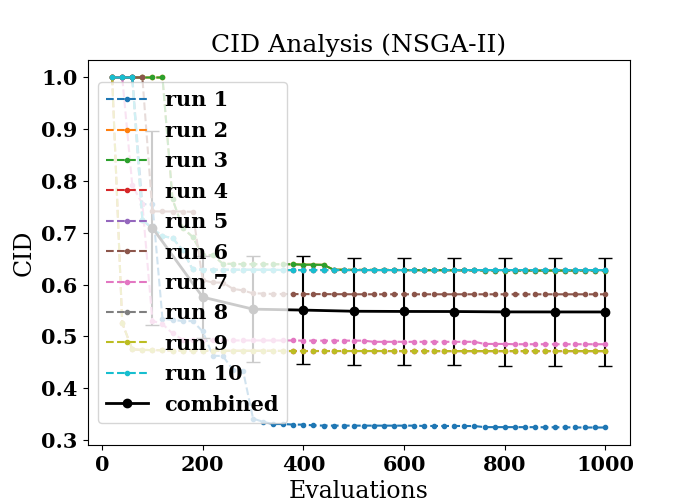 CID Analysis (NSGA-II)
1.0
0.9
0.8
0.7
0.6
0.5
0.4
0.3
CID
run 1
run 2
run 3
run 4
run 5
run 6
run 7
run 8
run 9
run 10
combined
0 200 400 600 800 1000
Evaluations